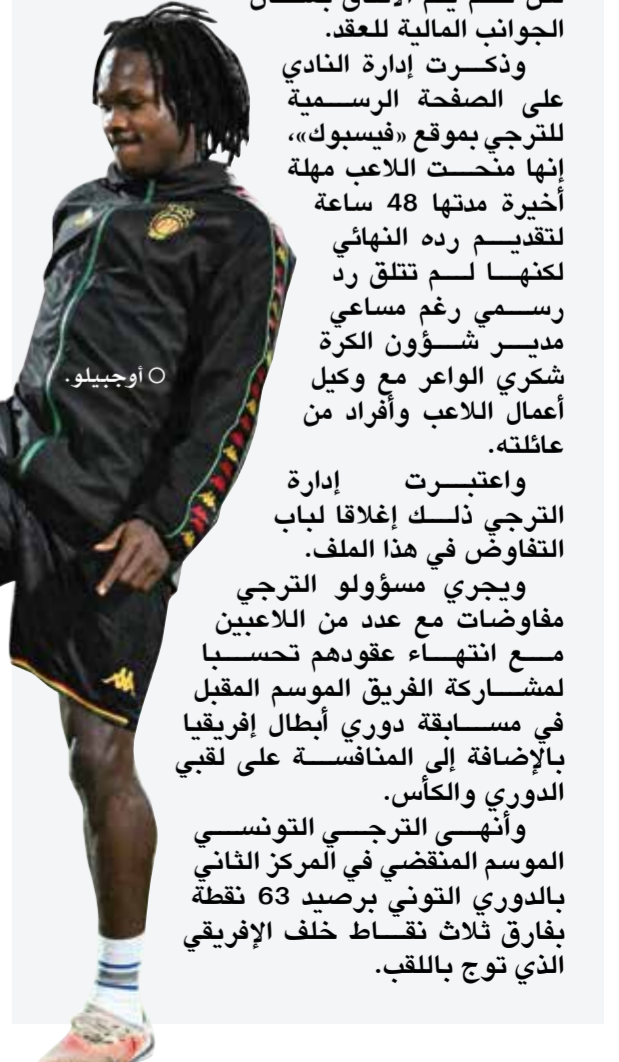 الجوانب المالية للعقد.
وذكرت إدارة النادي
على الصفحة الرسمية
للترجي بموقع «فيسبوك»،
إنها منحت اللاعب مهلة
أخيرة مدتها 48 ساعة
لتقديم رده النهائي
لكنها لم تتلق رد
رسمي رغم مساعي
مدير شؤون الكرة
شكري الواعر مع وكيل
أعمال اللاعب وأفراد من
عائلته.
واعتبرت إدارة
الترجي ذلك إغلاقا لباب
التفاوض في هذا الملف.
ويجري مسؤولو الترجي
مفاوضات مع عدد من اللاعبين
مع انتهاء عقودهم تحسبا
لمشاركة الفريق الموسم المقبل
في مسابقة دوري أبطال إفريقيا
بالإضافة إلى المنافسة على لقبي
الدوري والكأس.
وأنهى الترجي التونسي
الموسم المنقضي في المركز الثاني
بالدوري التوني برصيد 63 نقطة
بفارق ثلاث نقاط خلف الإفريقي
الذي توج باللقب.
○ أوجبيلو.